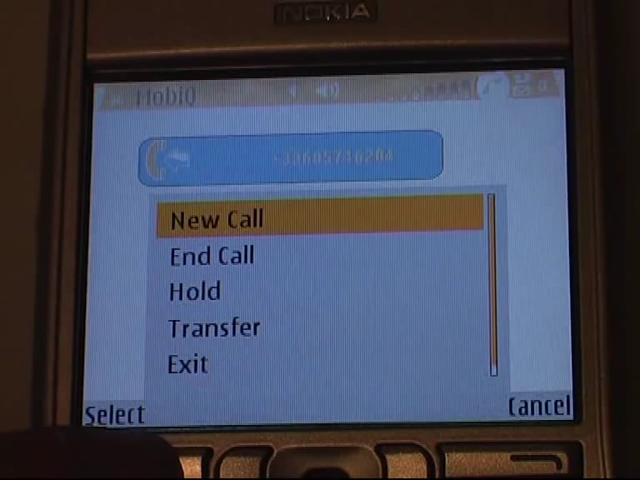 NOKIA
MobiQ
New Call
End Call
Hold
Transfer
Exit
Select
Cancel